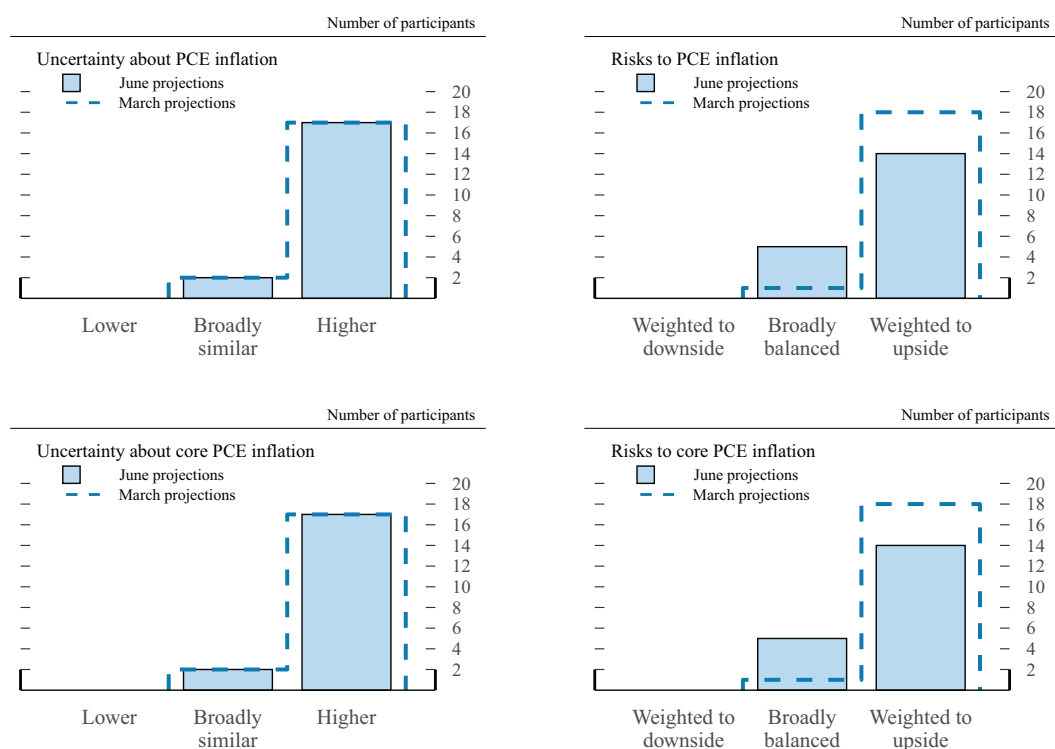 Number of participants
Uncertainty about PCE inflation
June projections
March projections
20
18
16
14
12
10
8
6
4
2
Lower
Broadly
similar
Higher
Number of participants
Risks to PCE inflation
June projections
March projections
20
18
16
14
12
10
8
6
4
2
Weighted to
downside
Broadly
balanced
Weighted to
upside
Number of participants
Uncertainty about core PCE inflation
June projections
March projections
20
18
16
14
12
10
8
6
4
2
Lower
Broadly
similar
Higher
Number of participants
Risks to core PCE inflation
June projections
March projections
20
18
16
14
12
10
8
6
4
2
Weighted to
downside
Broadly
balanced
Weighted to
upside